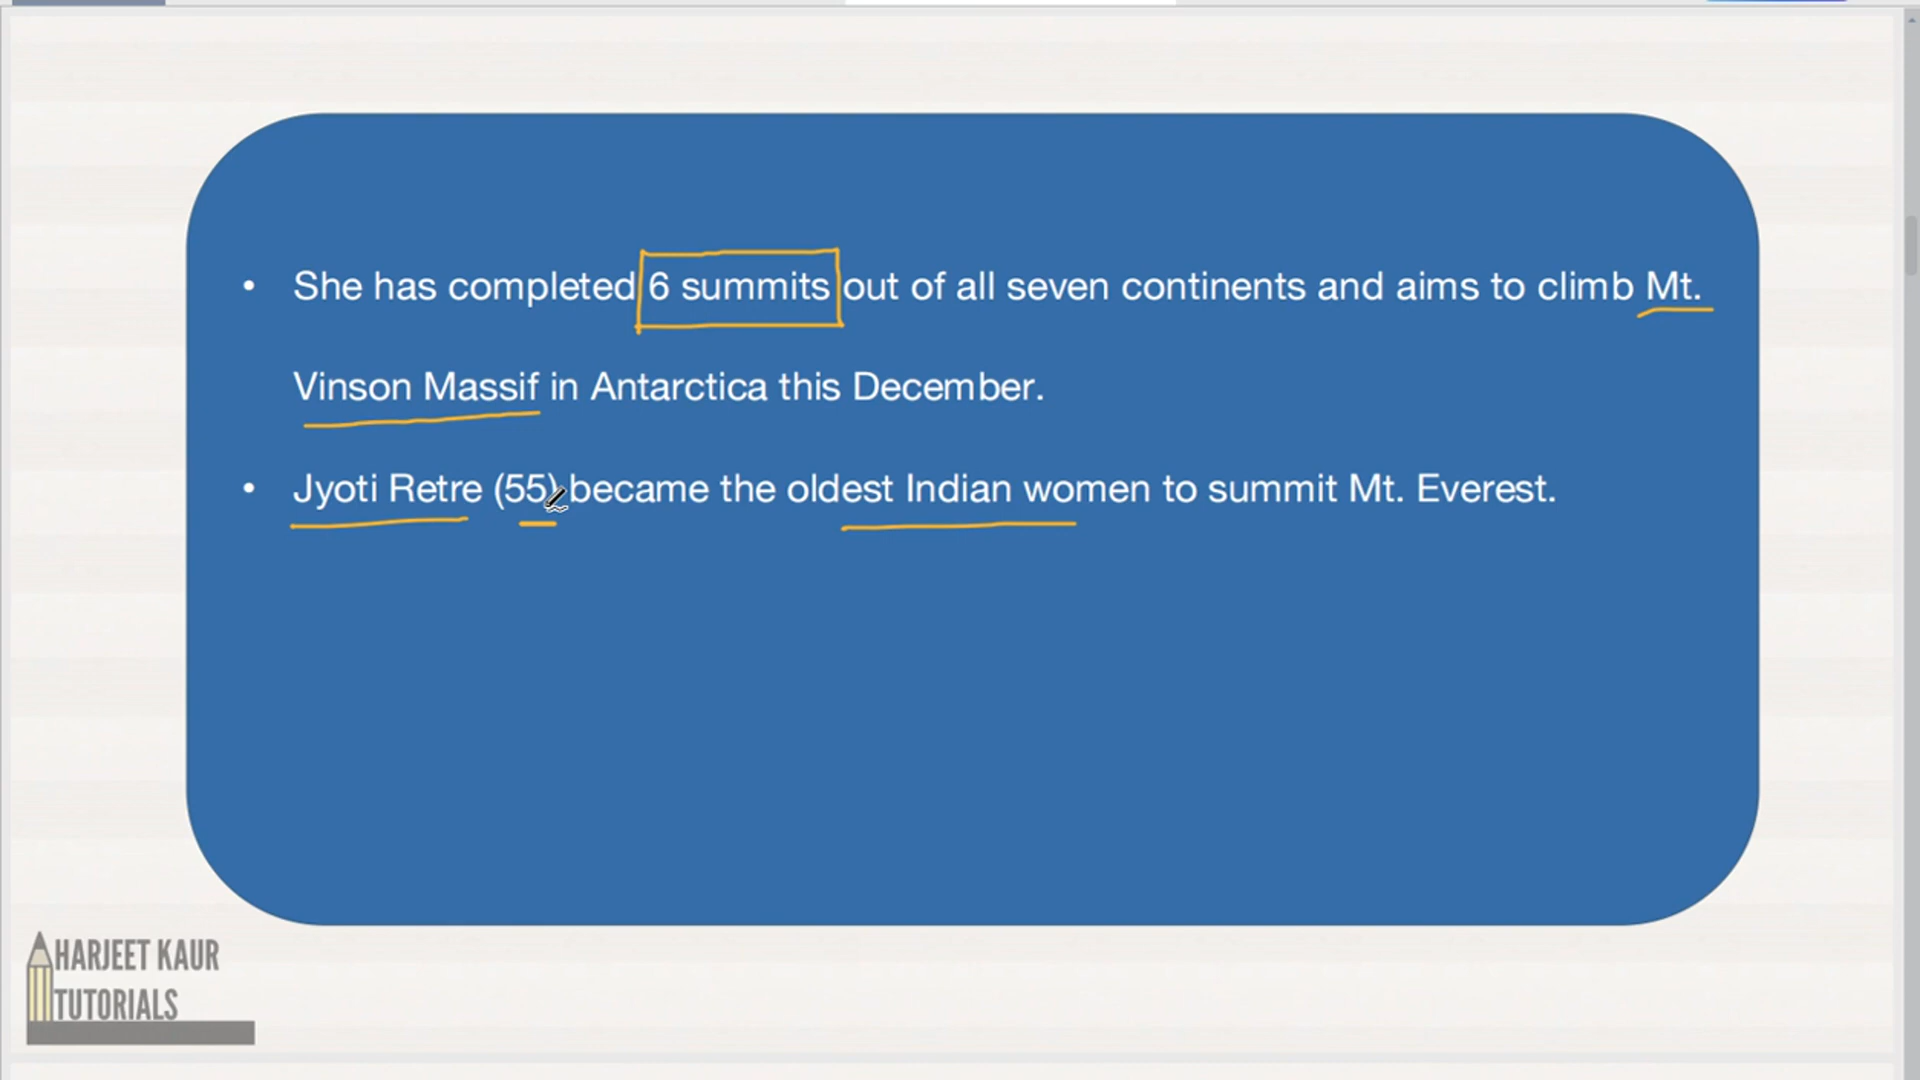 • She has completed 6 summits out of all seven continents and aims to climb Mt.
Vinson Massif in Antarctica this December.
• Jyoti Retre (55) became the oldest Indian women to summit Mt. Everest.
HARJEET KAUR
TUTORIALS